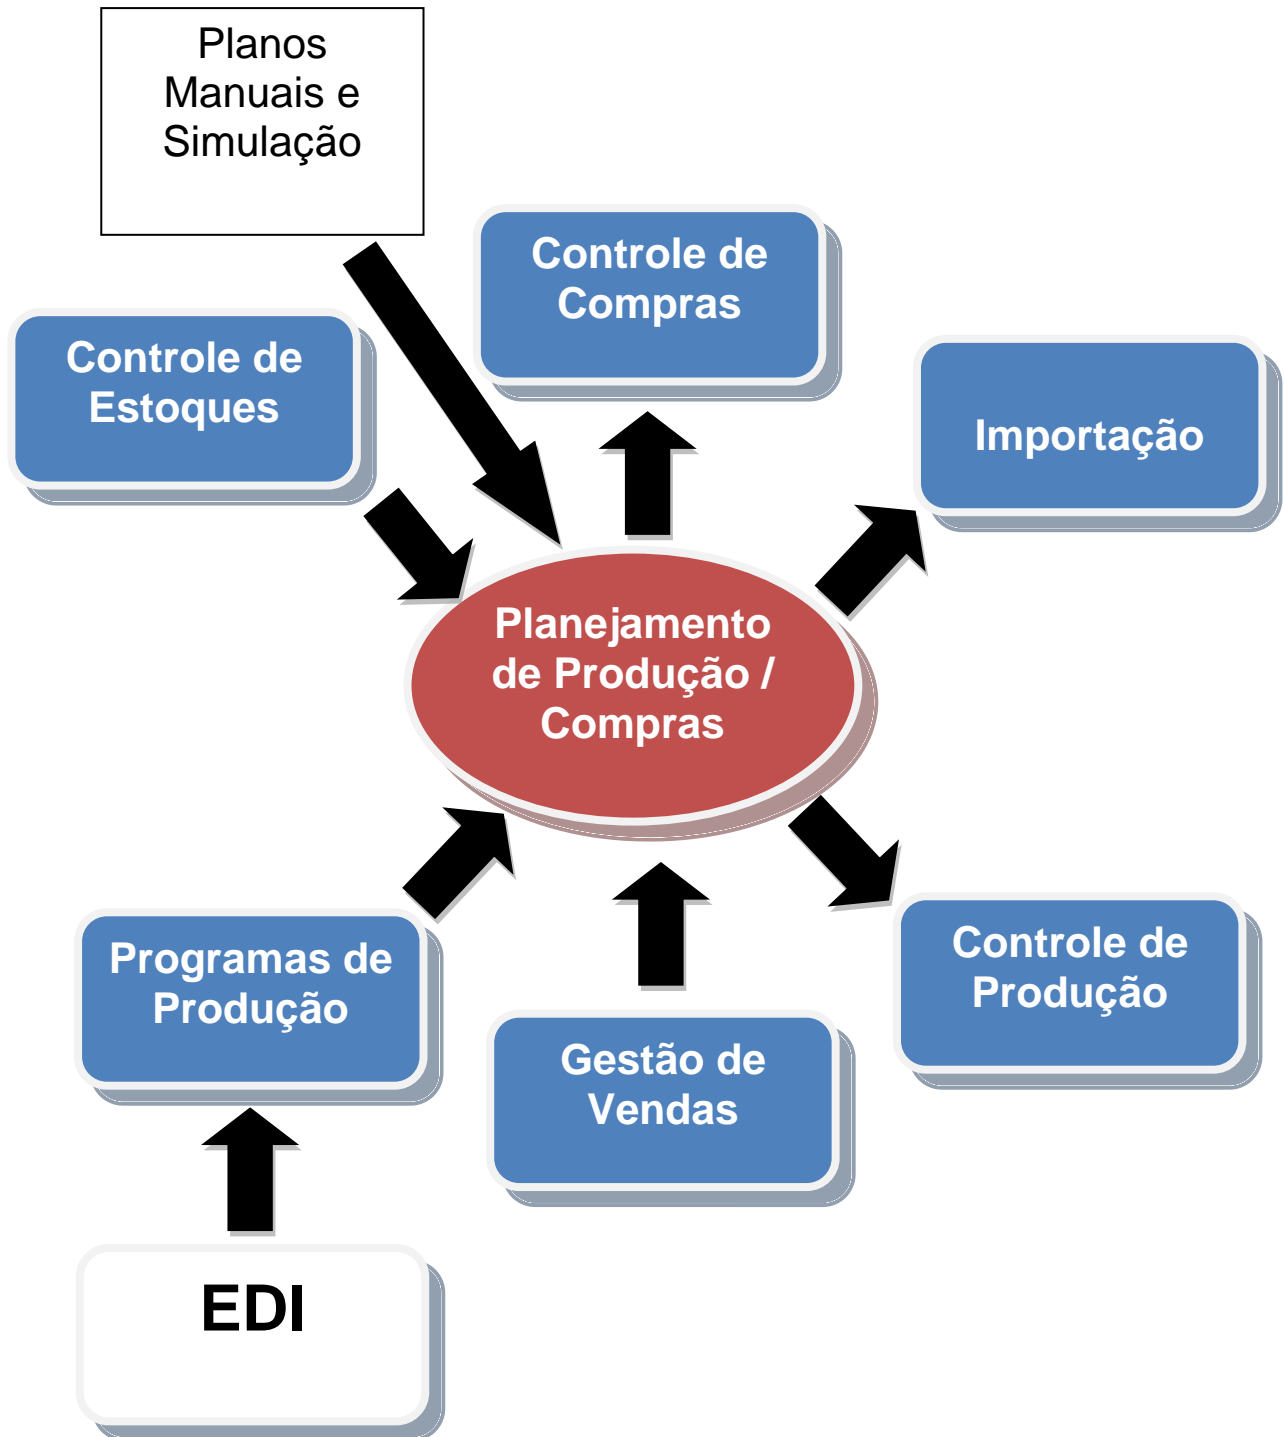 Planos
Manuais e
Simulação
Controle de
Compras
Controle de
Estoques
Importação
Planejamento
de Produção /
Compras
Programas de
Produção
Controle de
Produção
Gestão de
Vendas
EDI